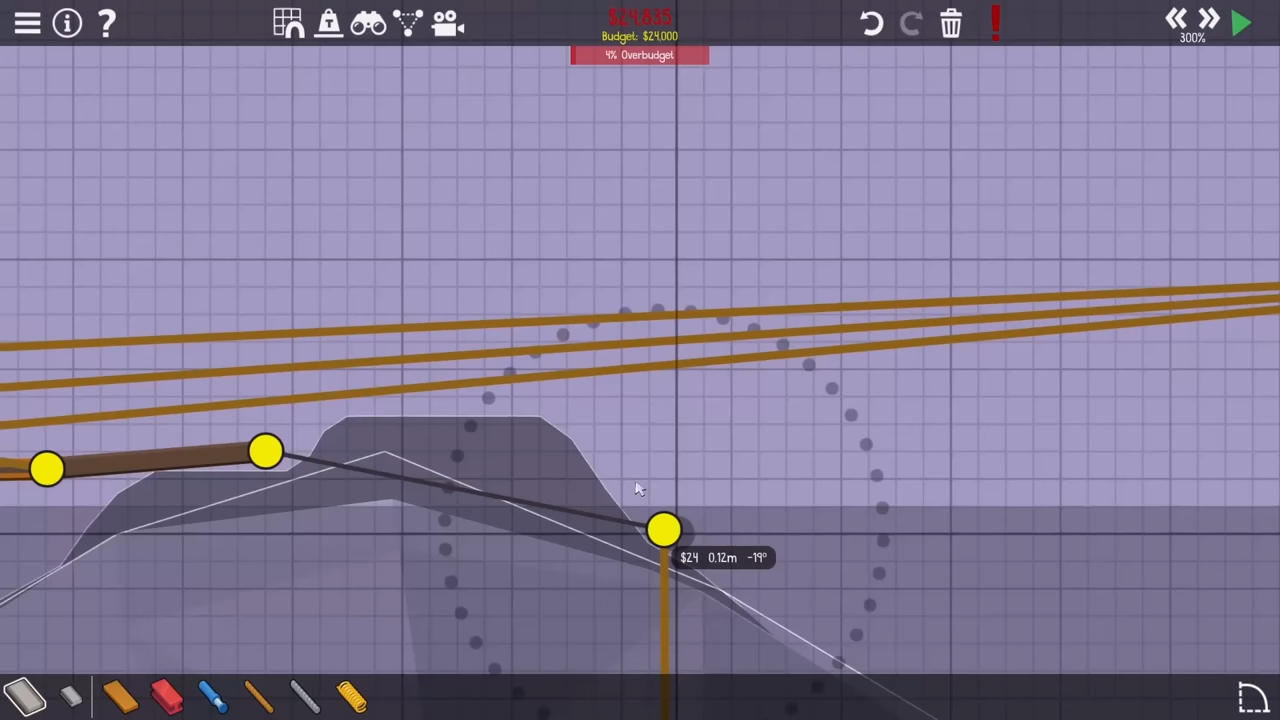 $24,835
Budget: $24,000
4% Overbudget
300%
$24 0.12m -19°